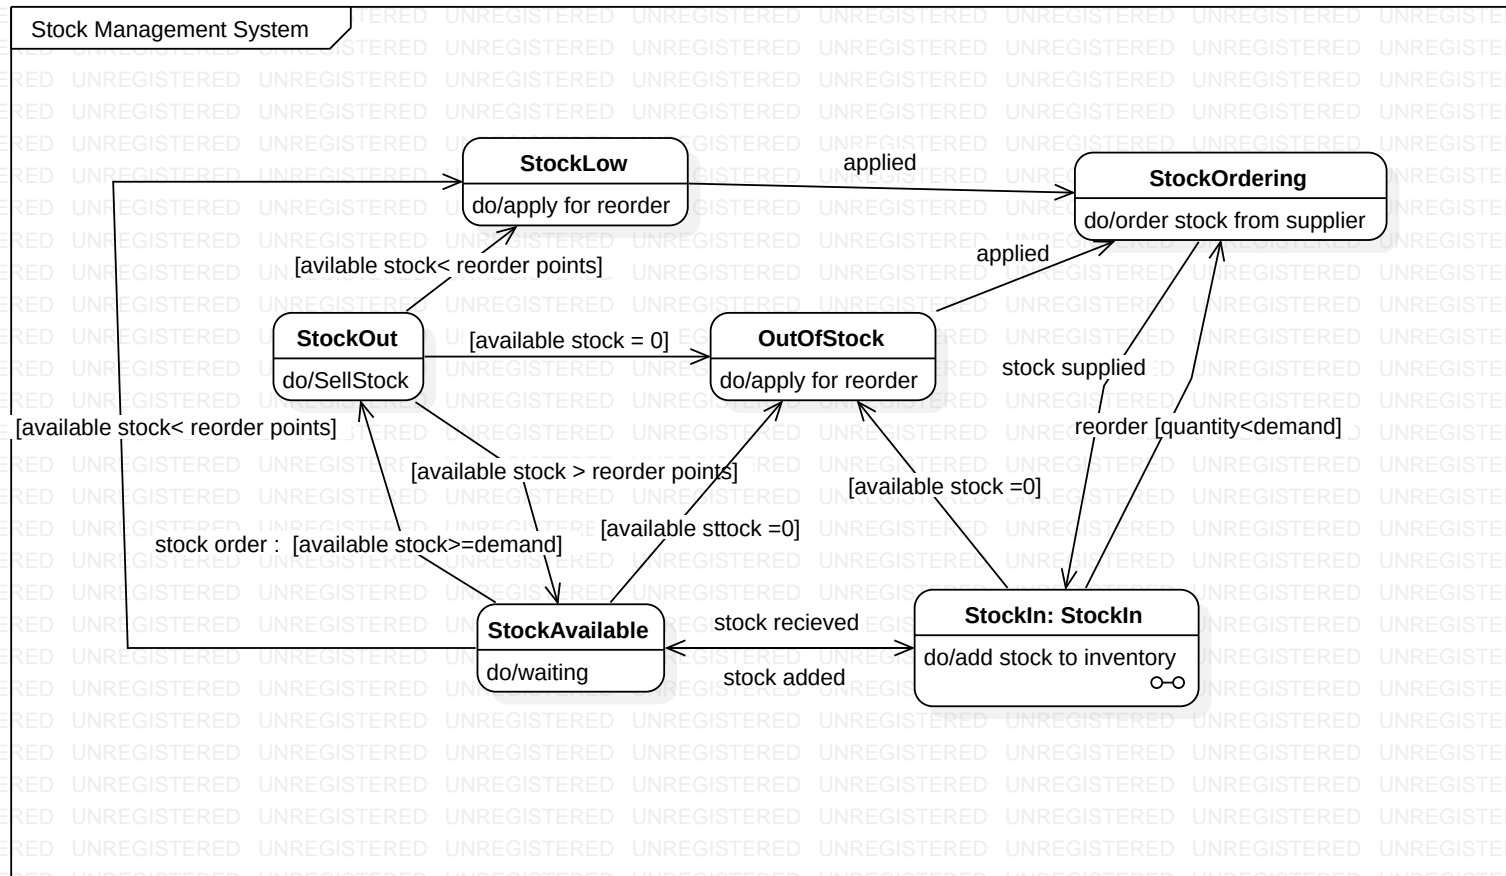 Stock Management System
StockLow
do/apply for reorder
applied
StockOrdering
do/order stock from supplier
[avilable stock< reorder points]
applied
StockOut
do/SellStock
[available stock = 0]
OutOfStock
do/apply for reorder
stock supplied
[available stock< reorder points]
reorder [quantity<demand]
[available stock > reorder points]
[available stock =0]
[available sttock =0]
stock order :  [available stock>=demand]
StockAvailable
do/waiting
stock recieved
stock added
StockIn: StockIn
do/add stock to inventory
UNREGISTERED